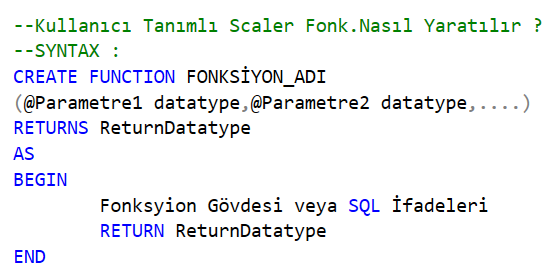 --Kullanıcı Tanımlı Scaler Fonk.Nasıl Yaratılır ?
--SYNTAX :
CREATE FUNCTION FONKSİYON_ADI
(@Parametre1 datatype,@Parametre2 datatype,....)
RETURNS ReturnDatatype
AS
BEGIN
Fonksyion Gövdesi veya SQL İfadeleri
RETURN ReturnDatatype
END